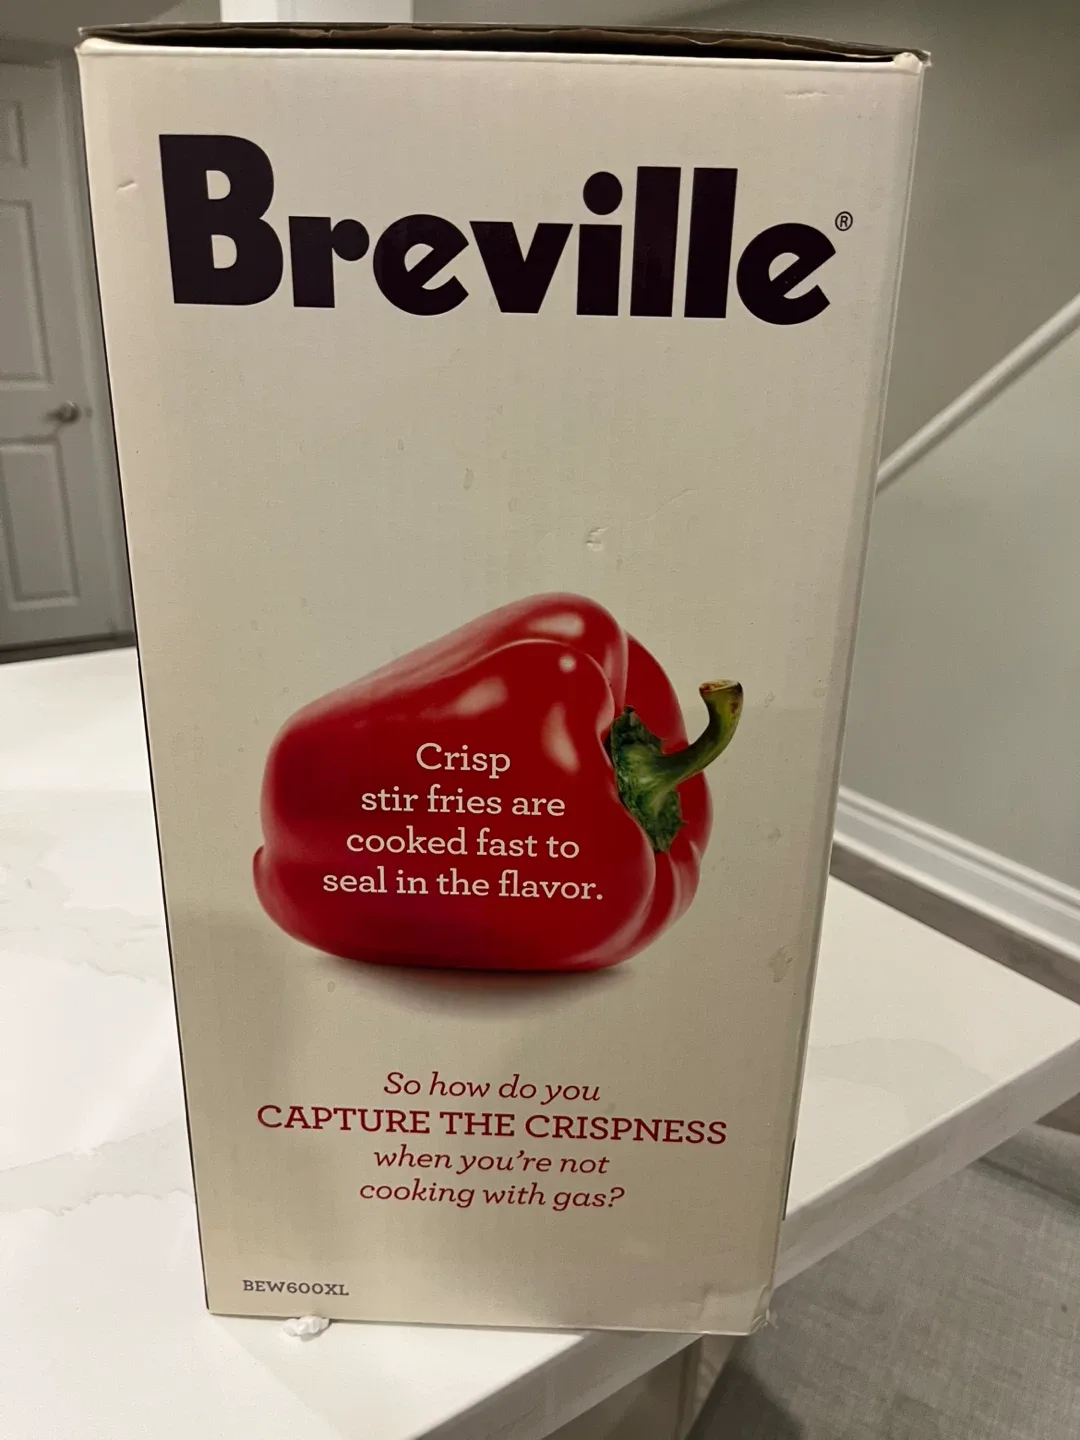 Breville®
Crisp
stir fries are
cooked fast to
seal in the flavor.
So how do you
CAPTURE THE CRISPNESS
when you're not
cooking with gas?
BEW600XL